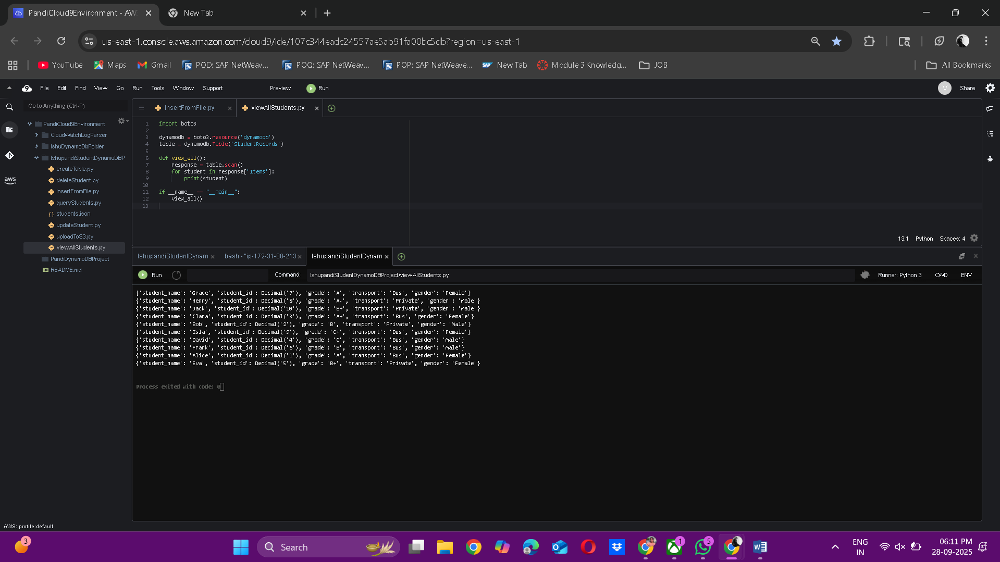 PandiCloud9Environment - AW
New Tab
us-east-1.console.aws.amazon.com/cloud9/ide/107c344eadc24557ae5ab91fa00bc5db?region=us-east-1
YouTube
Maps
Gmail
POD: SAP NetWeav...
POQ: SAP NetWeav...
POP: SAP NetWeave...
New Tab
Module 3 Knowledg...
JOB
All Bookmarks
File Edit Find View Go Run Tools Window Support Preview Run
V Share
Go to Anything (Ctrl-P)
PandiCloud9Environment
CloudWatchLogParser
IshuDynamoDbFolder
IshupandiStudentDynamoDBP
createTable.py
deleteStudent.py
insertFromFile.py
queryStudents.py
students.json
updateStudent.py
uploadToS3.py
viewAllStudents.py
PandiDynamoDBProject
README.md
aws
insertFromFile.py
viewAllStudents.py
1 import boto3
2
3 dynamodb = boto3.resource('dynamodb')
4 table = dynamodb.Table('StudentRecords')
5
6 def view_all():
7 response = table.scan()
8 for student in response['Items']:
9 print(student)
10
11 if __name__ == "__main__":
12 view_all()
13
13:1 Python Spaces: 4
IshupandiStudentDynam
bash - "ip-172-31-88-213
IshupandiStudentDynam
Run
Command: IshupandiStudentDynamoDBProject/viewAllStudents.py
Runner: Python 3 CWD ENV
{'student_name': 'Grace', 'student_id': Decimal('7'), 'grade': 'A', 'transport': 'Bus', 'gender': 'Female'}
{'student_name': 'Henry', 'student_id': Decimal('8'), 'grade': 'A-', 'transport': 'Private', 'gender': 'Male'}
{'student_name': 'Jack', 'student_id': Decimal('10'), 'grade': 'B+', 'transport': 'Private', 'gender': 'Male'}
{'student_name': 'Clara', 'student_id': Decimal('3'), 'grade': 'A+', 'transport': 'Bus', 'gender': 'Female'}
{'student_name': 'Bob', 'student_id': Decimal('2'), 'grade': 'B', 'transport': 'Private', 'gender': 'Male'}
{'student_name': 'Isla', 'student_id': Decimal('9'), 'grade': 'C+', 'transport': 'Bus', 'gender': 'Female'}
{'student_name': 'David', 'student_id': Decimal('4'), 'grade': 'C', 'transport': 'Bus', 'gender': 'Male'}
{'student_name': 'Frank', 'student_id': Decimal('6'), 'grade': 'B', 'transport': 'Bus', 'gender': 'Male'}
{'student_name': 'Alice', 'student_id': Decimal('1'), 'grade': 'A', 'transport': 'Bus', 'gender': 'Female'}
{'student_name': 'Eva', 'student_id': Decimal('5'), 'grade': 'B+', 'transport': 'Private', 'gender': 'Female'}
Process exited with code: 0
AWS: profile:default
3
Search
1
5
ENG
IN
06:11 PM
28-09-2025